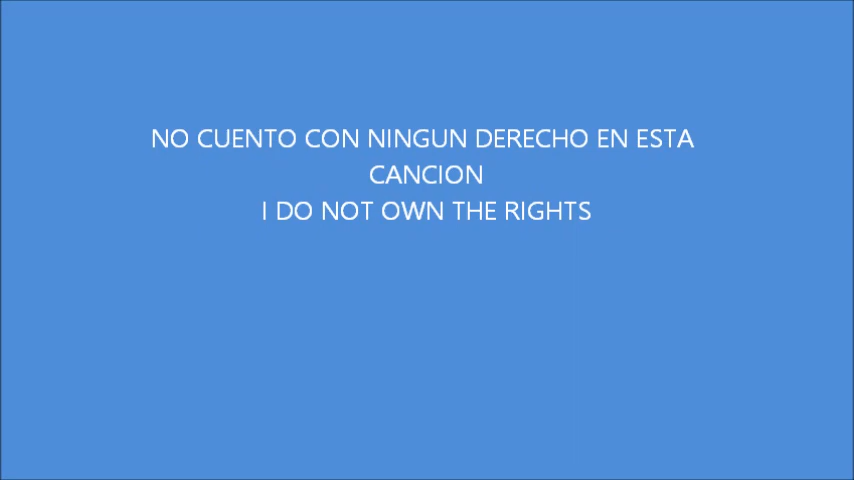 NO CUENTO CON NINGUN DERECHO EN ESTA
CANCION
I DO NOT OWN THE RIGHTS